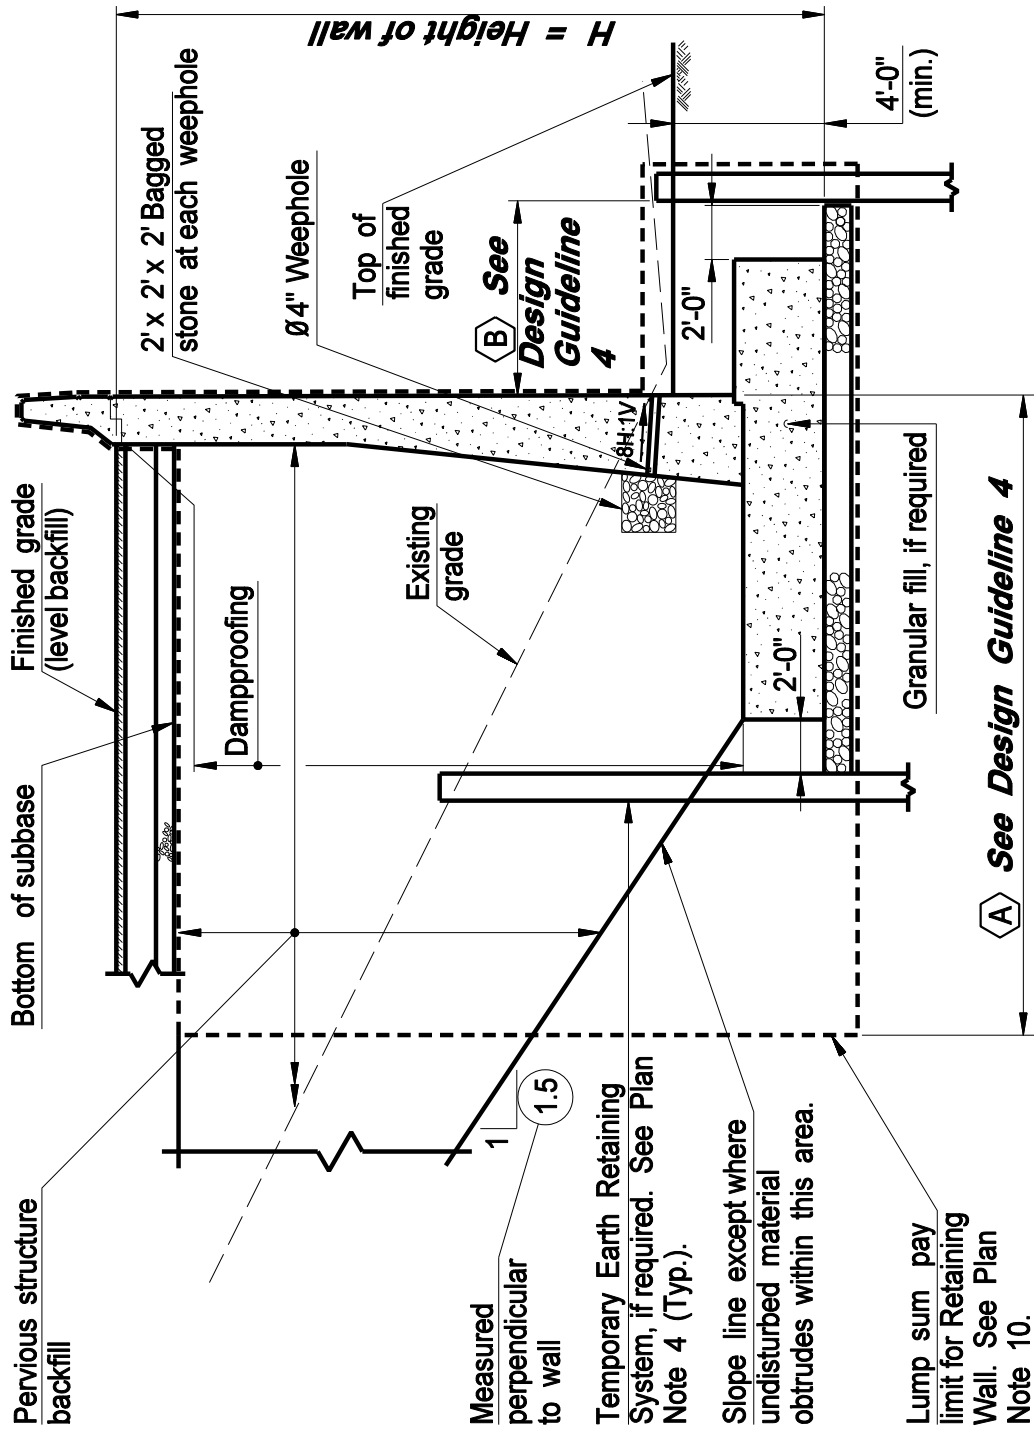 Pervious structure
backfill
Bottom of subbase
Finished grade
(level backfill)
2' x 2' x 2' Bagged
stone at each weephole
H = Height of wall
Ø 4" Weephole
Top of
finished
grade
B See
Design
Guideline
4
Dampproofing
Existing
grade
8H:1V
4'-0"
(min.)
2'-0"
2'-0"
1
1.5
Measured
perpendicular
to wall
Temporary Earth Retaining
System, if required. See Plan
Note 4 (Typ.).
Slope line except where
undisturbed material
obtrudes within this area.
Granular fill, if required
A See Design Guideline 4
Lump sum pay
limit for Retaining
Wall. See Plan
Note 10.